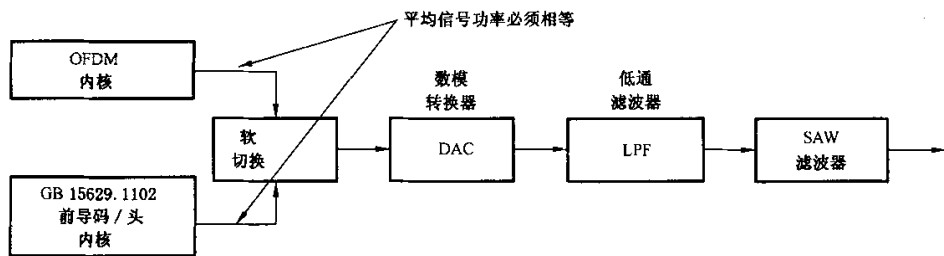 平均信号功率必须相等
OFDM
内核
数模
转换器
低通
滤波器
软
切换
DAC
LPF
SAW
滤波器
GB 15629.1102
前导码/头
内核